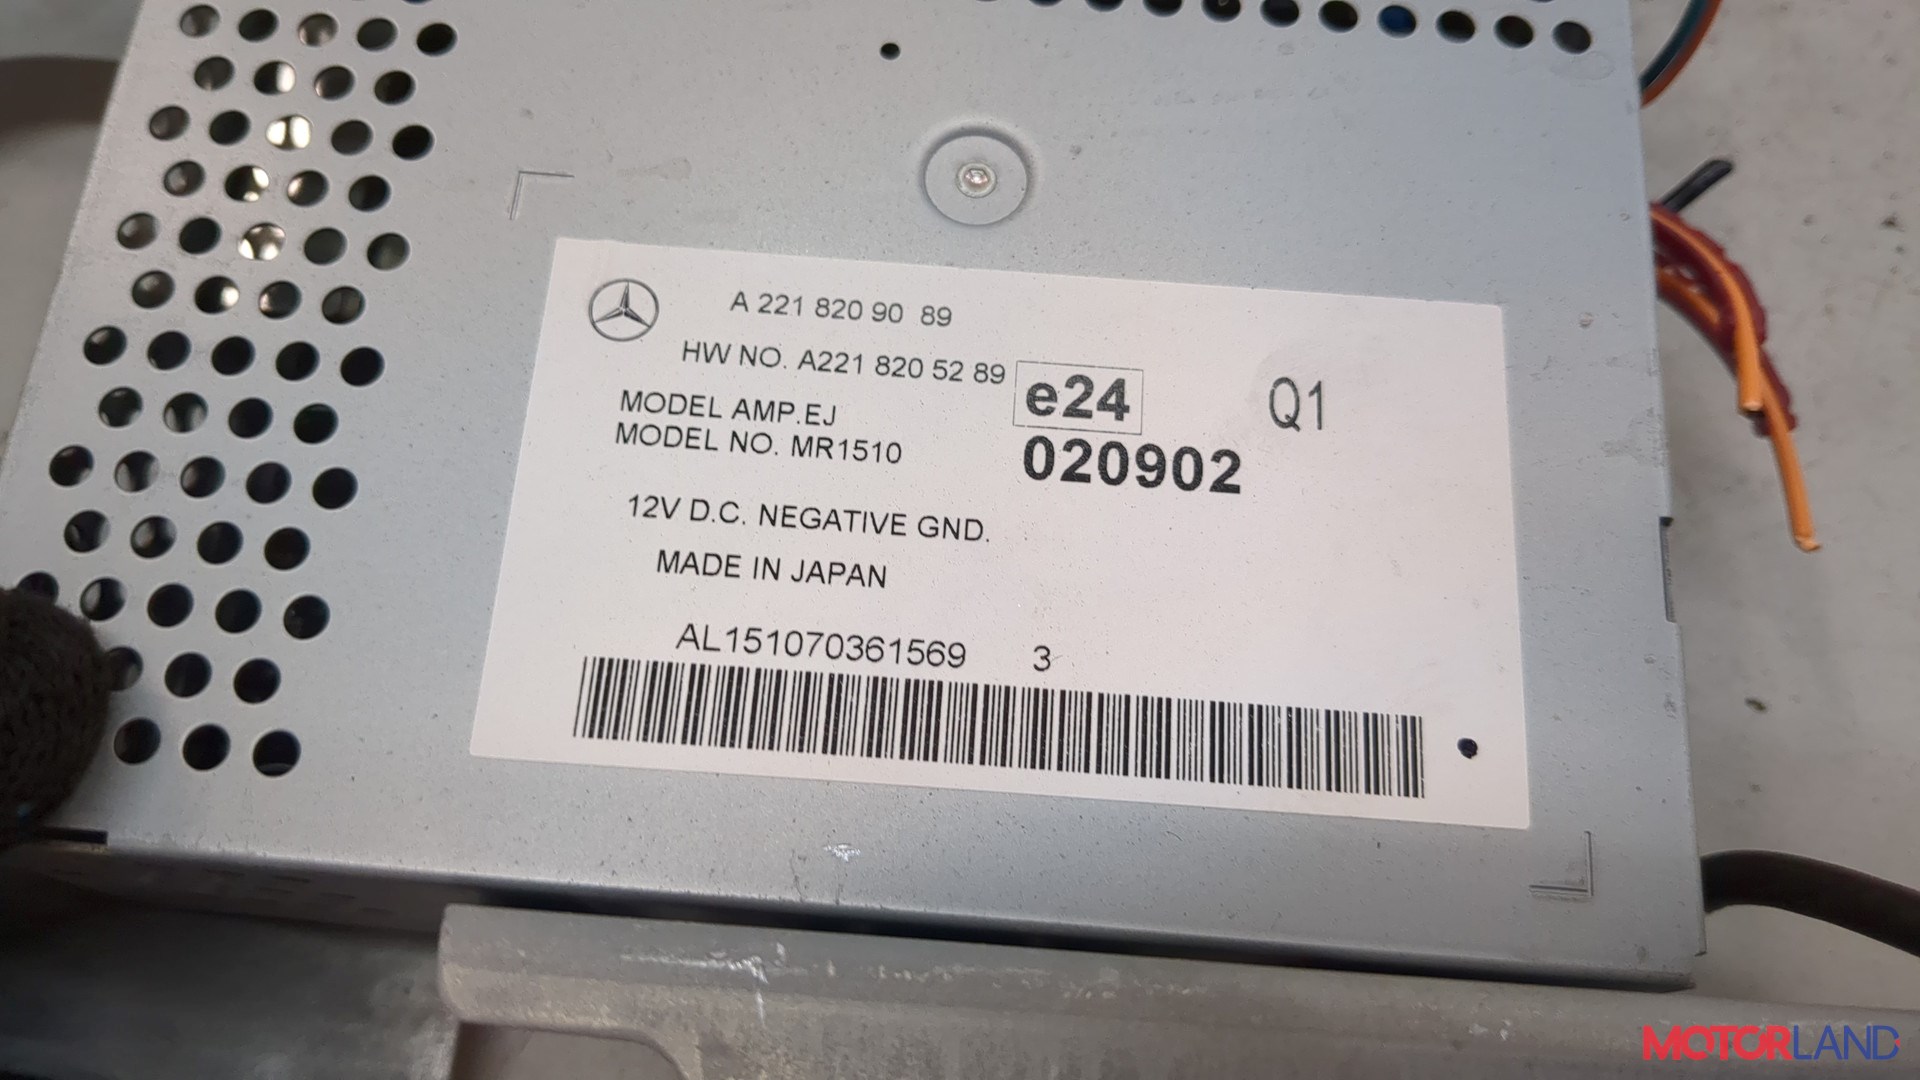 A 221 820 90 89
HW NO. A221 820 52 89
e24
Q1
MODEL AMP.EJ
MODEL NO. MR1510
020902
12V D.C. NEGATIVE GND.
MADE IN JAPAN
AL151070361569 3
MOTORLAND